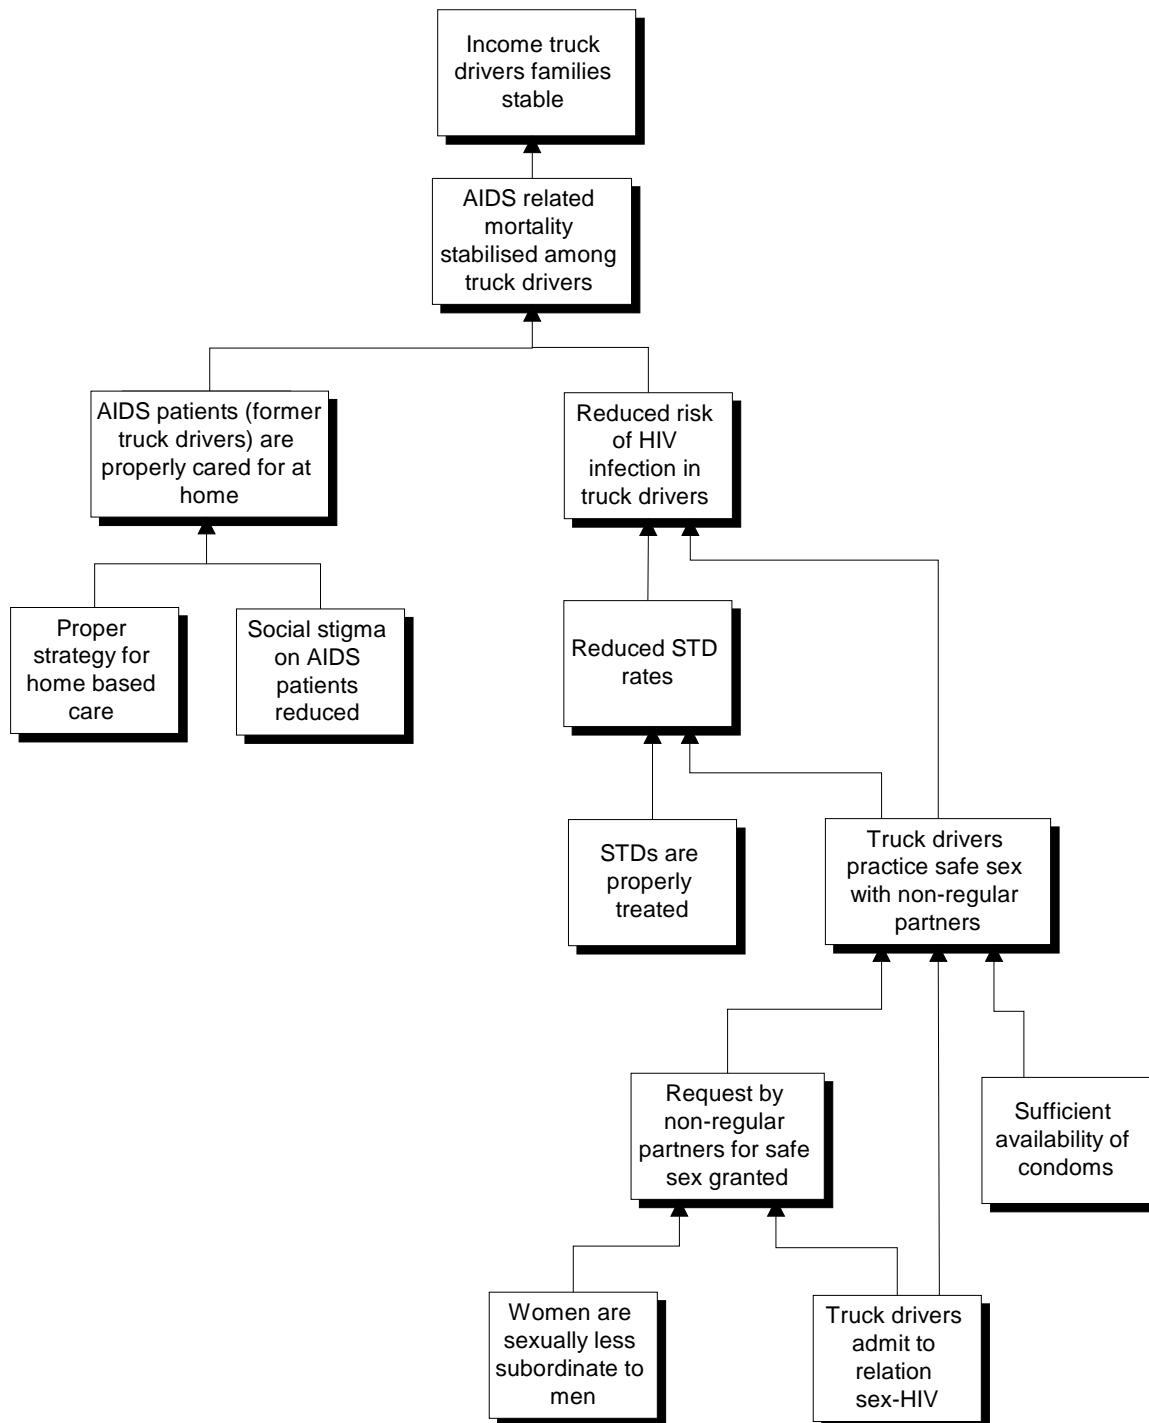 Income truck
drivers families
stable
AIDS related
mortality
stabilised among
truck drivers
AIDS patients (former
truck drivers) are
properly cared for at
home
Reduced risk
of HIV
infection in
truck drivers
Proper
strategy for
home based
care
Social stigma
on AIDS
patients
reduced
Reduced STD
rates
STDs are
properly
treated
Truck drivers
practice safe sex
with non-regular
partners
Request by
non-regular
partners for safe
sex granted
Sufficient
availability of
condoms
Women are
sexually less
subordinate to
men
Truck drivers
admit to
relation
sex-HIV